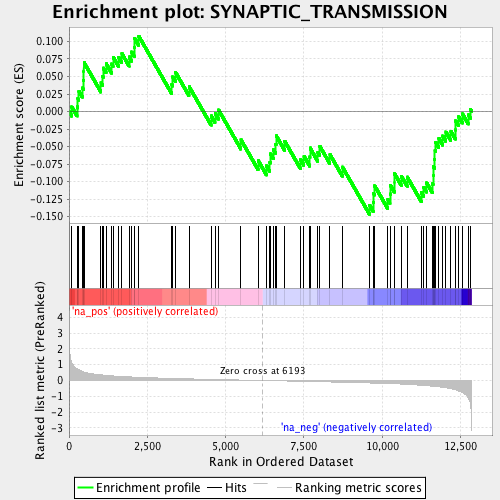 Enrichment plot: SYNAPTIC_TRANSMISSION
Enrichment score (ES)
0.100
0.075
0.050
0.025
0.000
-0.025
-0.050
-0.075
-0.100
-0.125
-0.150
'na_pos' (positively correlated)
Ranked list metric (PreRanked)
4
3
2
1
0
-1
-2
-3
Zero cross at 6193
'na_neg' (negatively correlated)
0
2,500
5,000
7,500
10,000
12,500
Rank in Ordered Dataset
Enrichment profile
Hits
Ranking metric scores